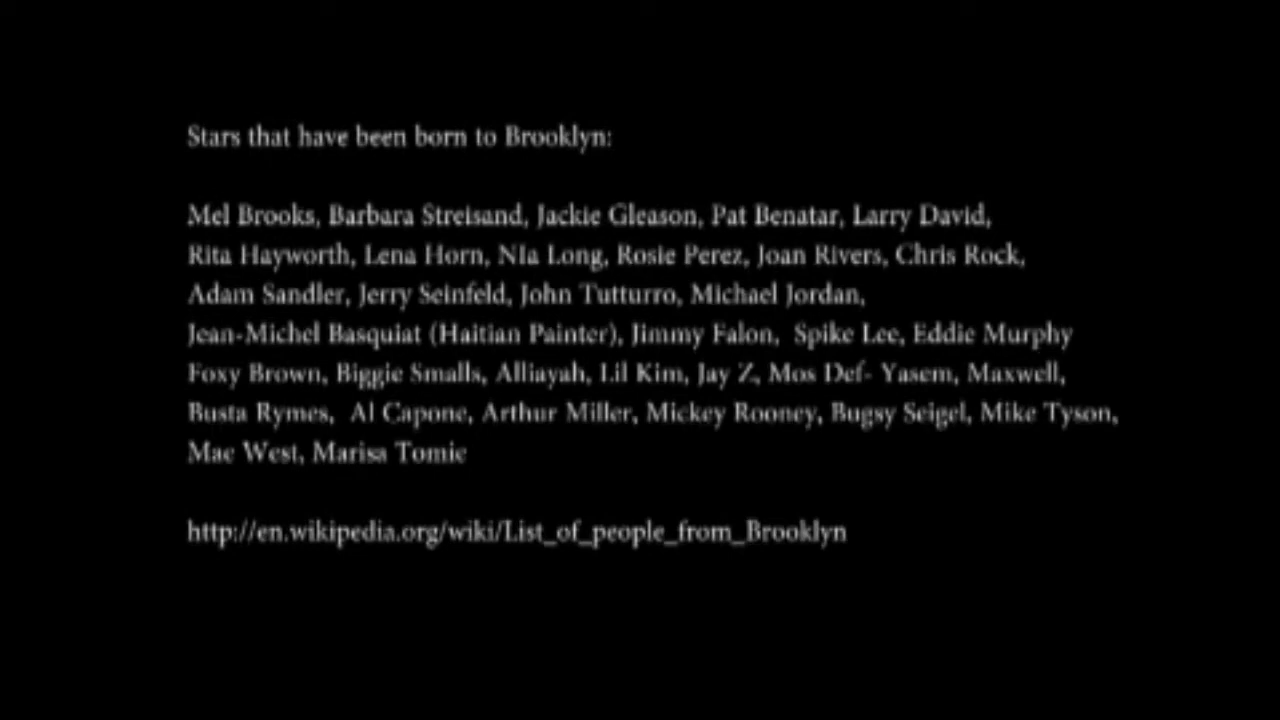 Stars that have been born to Brooklyn:
Mel Brooks, Barbara Streisand, Jackie Gleason, Pat Benatar, Larry David,
Rita Hayworth, Lena Horn, NIa Long, Rosie Perez, Joan Rivers, Chris Rock,
Adam Sandler, Jerry Seinfeld, John Tutturro, Michael Jordan,
Jean-Michel Basquiat (Haitian Painter), Jimmy Falon,  Spike Lee, Eddie Murphy
Foxy Brown, Biggie Smalls, Alliayah, Lil Kim, Jay Z, Mos Def- Yasem, Maxwell,
Busta Rymes,  Al Capone, Arthur Miller, Mickey Rooney, Bugsy Seigel, Mike Tyson,
Mae West, Marisa Tomie
http://en.wikipedia.org/wiki/List_of_people_from_Brooklyn